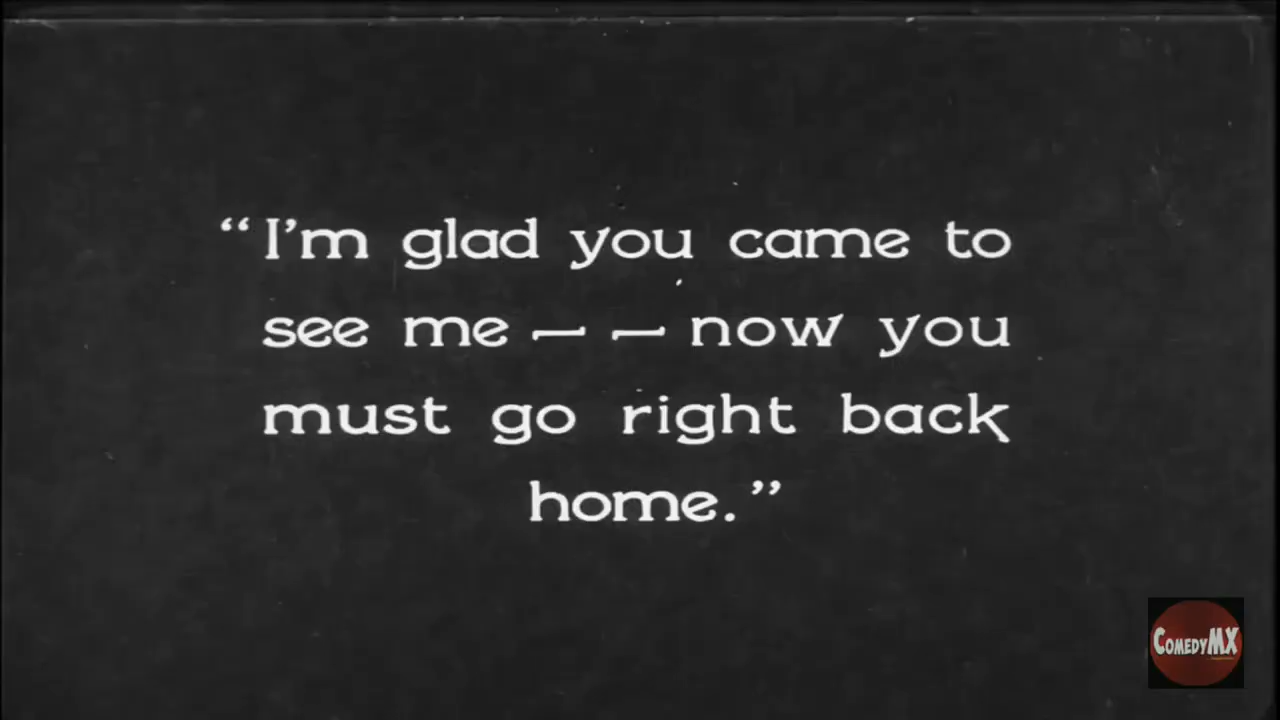 “I’m glad you came to
see me — — now you
must go right back
home.”
COMEDYMX